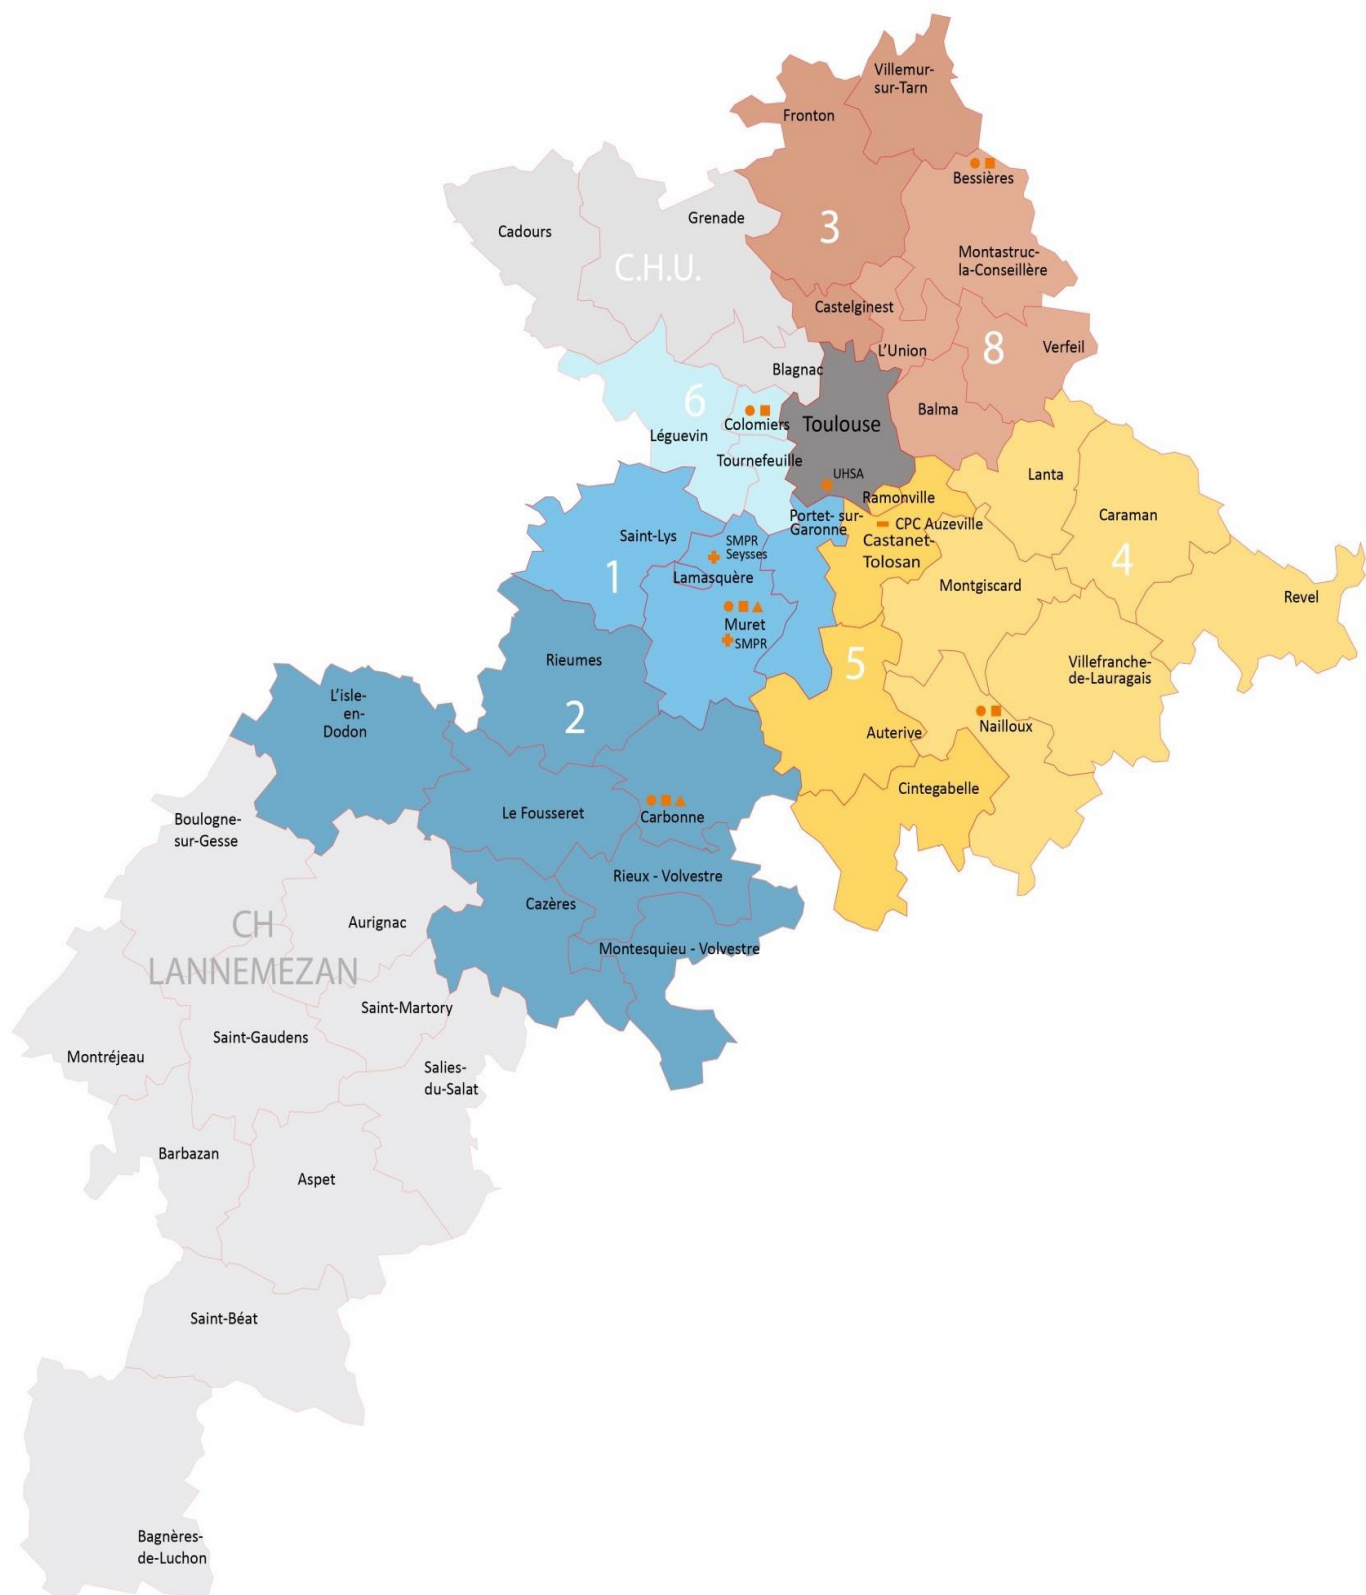 Villemur-
sur-Tarn
Fronton
Bessières
Cadours
Grenade
3
C.H.U.
Montastruc-
la-Conseillère
Castelginest
L'Union
8
Verfeil
Blagnac
6
Balma
Colomiers
Toulouse
Léguevin
Tournefeuille
UHSA
Lanta
Ramonville
Portet- sur-
Garonne
CPC Auzeville
Caraman
Castanet-
Tolosan
4
Saint-Lys
SMPR
Seysses
1
Lamasquère
Montgiscard
Revel
Muret
SMPR
Rieumes
5
Villefranche-
de-Lauragais
L'isle-
en-
Dodon
2
Auterive
Nailloux
Cintegabelle
Le Fousseret
Carbonne
Boulogne-
sur-Gesse
Rieux - Volvestre
Cazères
Aurignac
CH
LANNEMEZAN
Montesquieu - Volvestre
Saint-Martory
Saint-Gaudens
Montréjeau
Salies-
du-Salat
Barbazan
Aspet
Saint-Béat
Bagnères-
de-Luchon